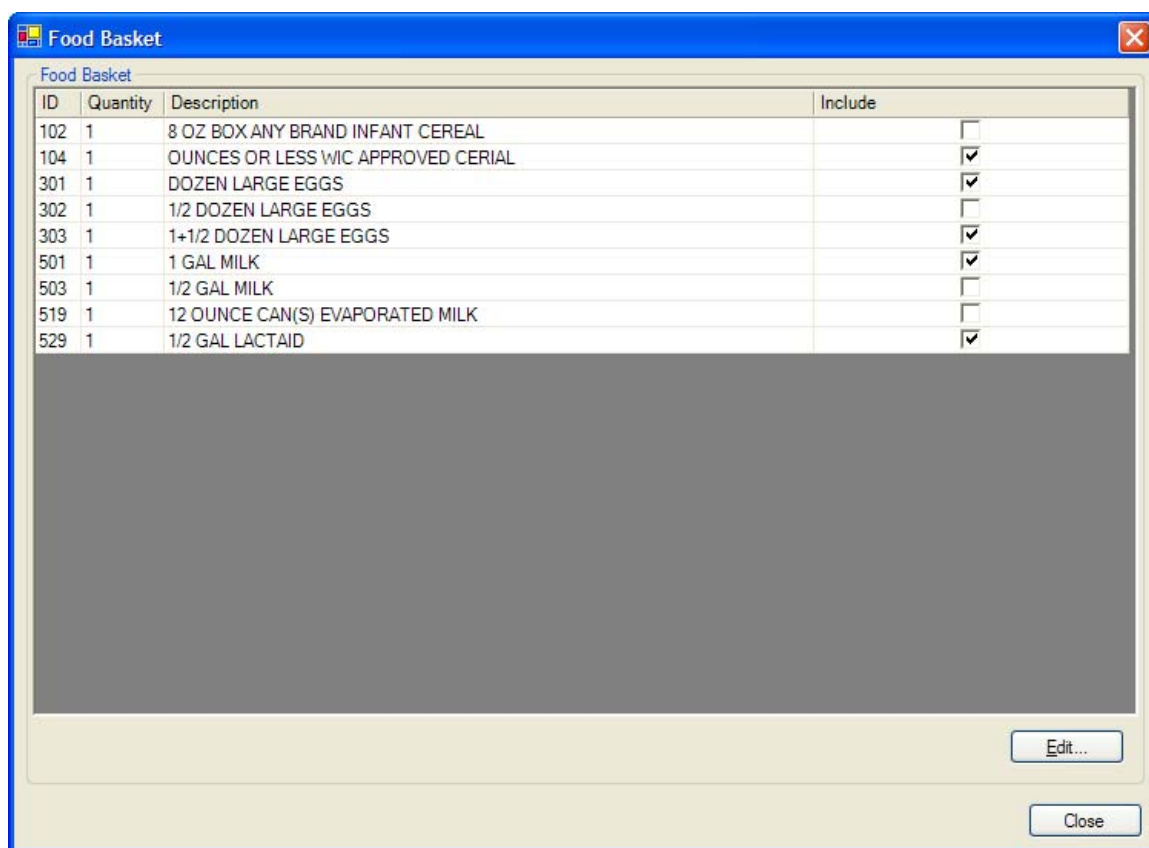 Food Basket
Food Basket
ID Quantity Description Include
102 1 8 OZ BOX ANY BRAND INFANT CEREAL
104 1 OUNCES OR LESS WIC APPROVED CERIAL
301 1 DOZEN LARGE EGGS
302 1 1/2 DOZEN LARGE EGGS
303 1 1+1/2 DOZEN LARGE EGGS
501 1 1 GAL MILK
503 1 1/2 GAL MILK
519 1 12 OUNCE CAN(S) EVAPORATED MILK
529 1 1/2 GAL LACTAID
Edit...
Close